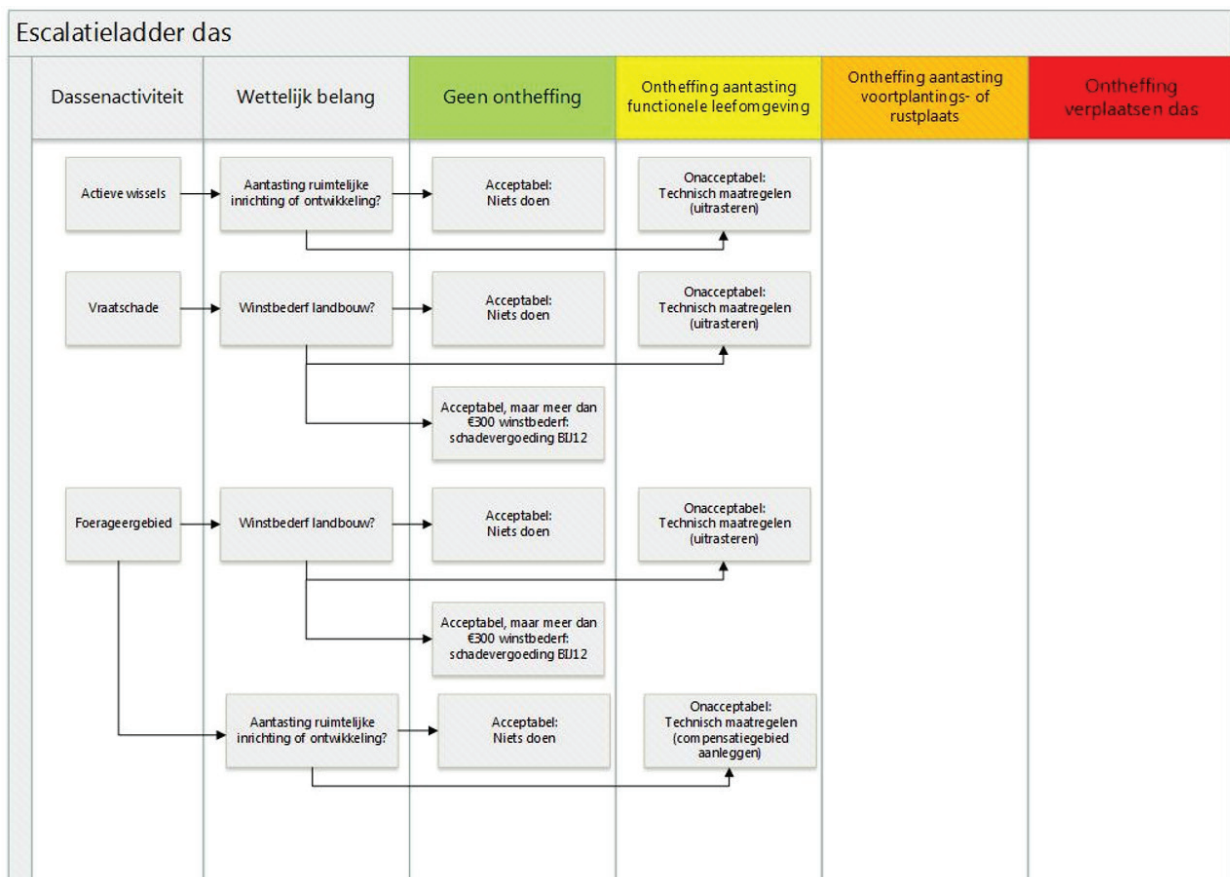 Escalatieladder das
Dassenactiviteit
Wettelijk belang
Geen ontheffing
Ontheffing aantasting
functionele leefomgeving
Ontheffing aantasting
voortplantings- of
rustplaats
Ontheffing
verplaatsen das
Actieve wissels
Aantasting ruimtelijke
inrichting of ontwikkeling?
Acceptabel:
Niets doen
Onacceptabel:
Technisch maatregelen
(uitrasteren)
Vraatschade
Winstbederf landbouw?
Acceptabel:
Niets doen
Onacceptabel:
Technisch maatregelen
(uitrasteren)
Acceptabel, maar meer dan
€300 winstbederf:
schadevergoeding BIJ12
Foerageergebied
Winstbederf landbouw?
Acceptabel:
Niets doen
Onacceptabel:
Technisch maatregelen
(uitrasteren)
Acceptabel, maar meer dan
€300 winstbederf:
schadevergoeding BIJ12
Aantasting ruimtelijke
inrichting of ontwikkeling?
Acceptabel:
Niets doen
Onacceptabel:
Technisch maatregelen
(compensatiegebied
aanleggen)